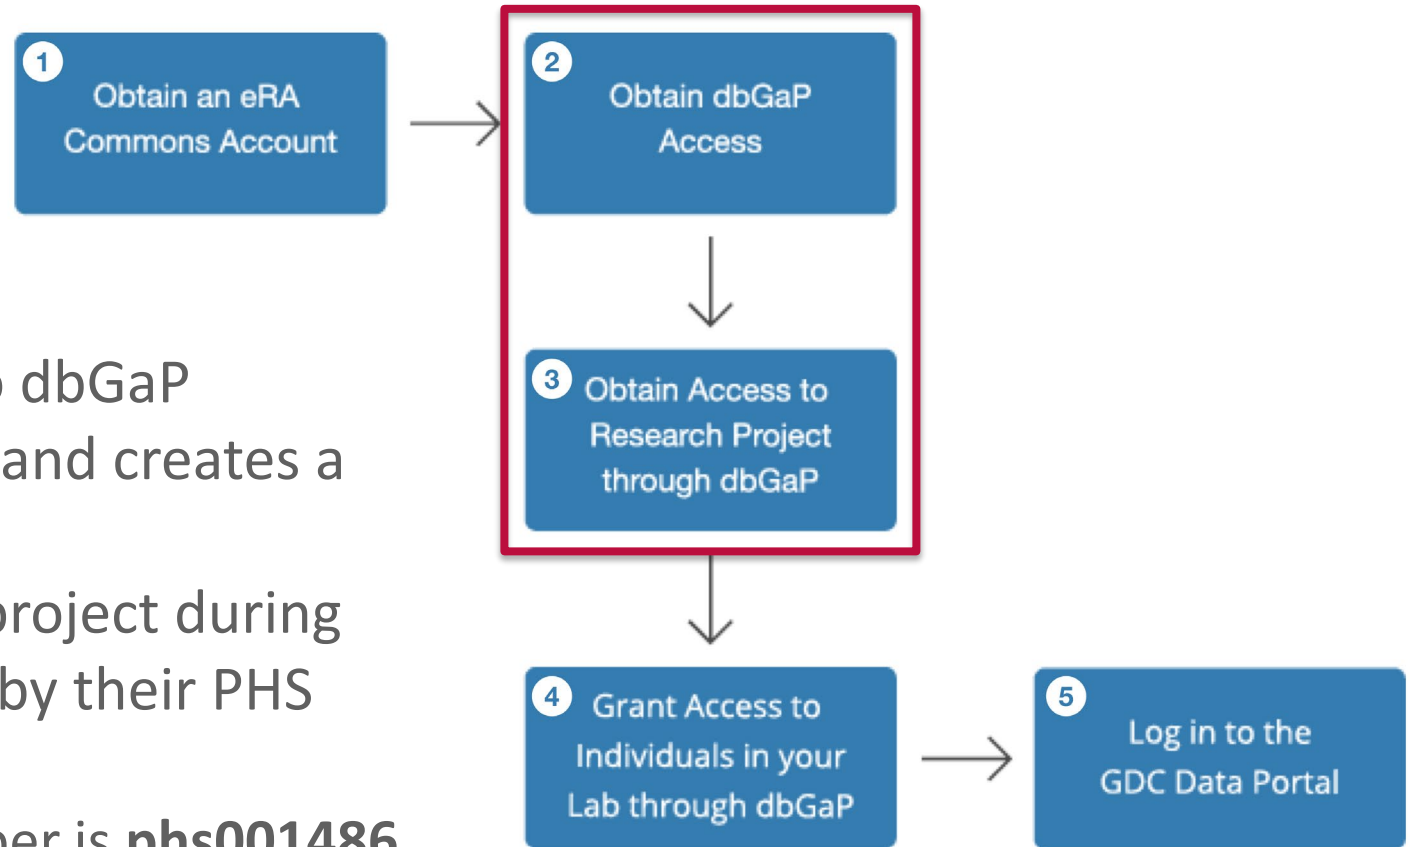 1
Obtain an eRA
Commons Account
2
Obtain dbGaP
Access
3
Obtain Access to
Research Project
through dbGaP
dbGaP
and creates a
project during
by their PHS
is phs001486
4
Grant Access to
Individuals in your
Lab through dbGaP
5
Log in to the
GDC Data Portal